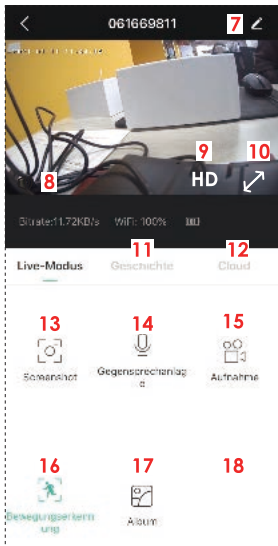 061669811 7
9 10
8 HD
Bitrate:11.72KB/s WiFi: 100%
11 12
Live-Modus Geschichte Cloud
13 14 15
Screenshot Gegensprechanlag
e Aufnahme
16 17 18
Bewegungserkenn
ung Album